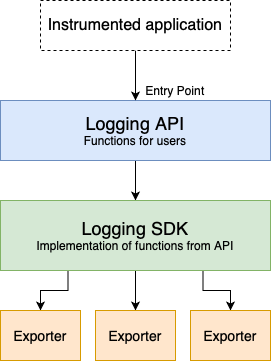 Instrumented application
Entry Point
Logging API
Functions for users
Logging SDK
Implementation of functions from API
Exporter
Exporter
Exporter